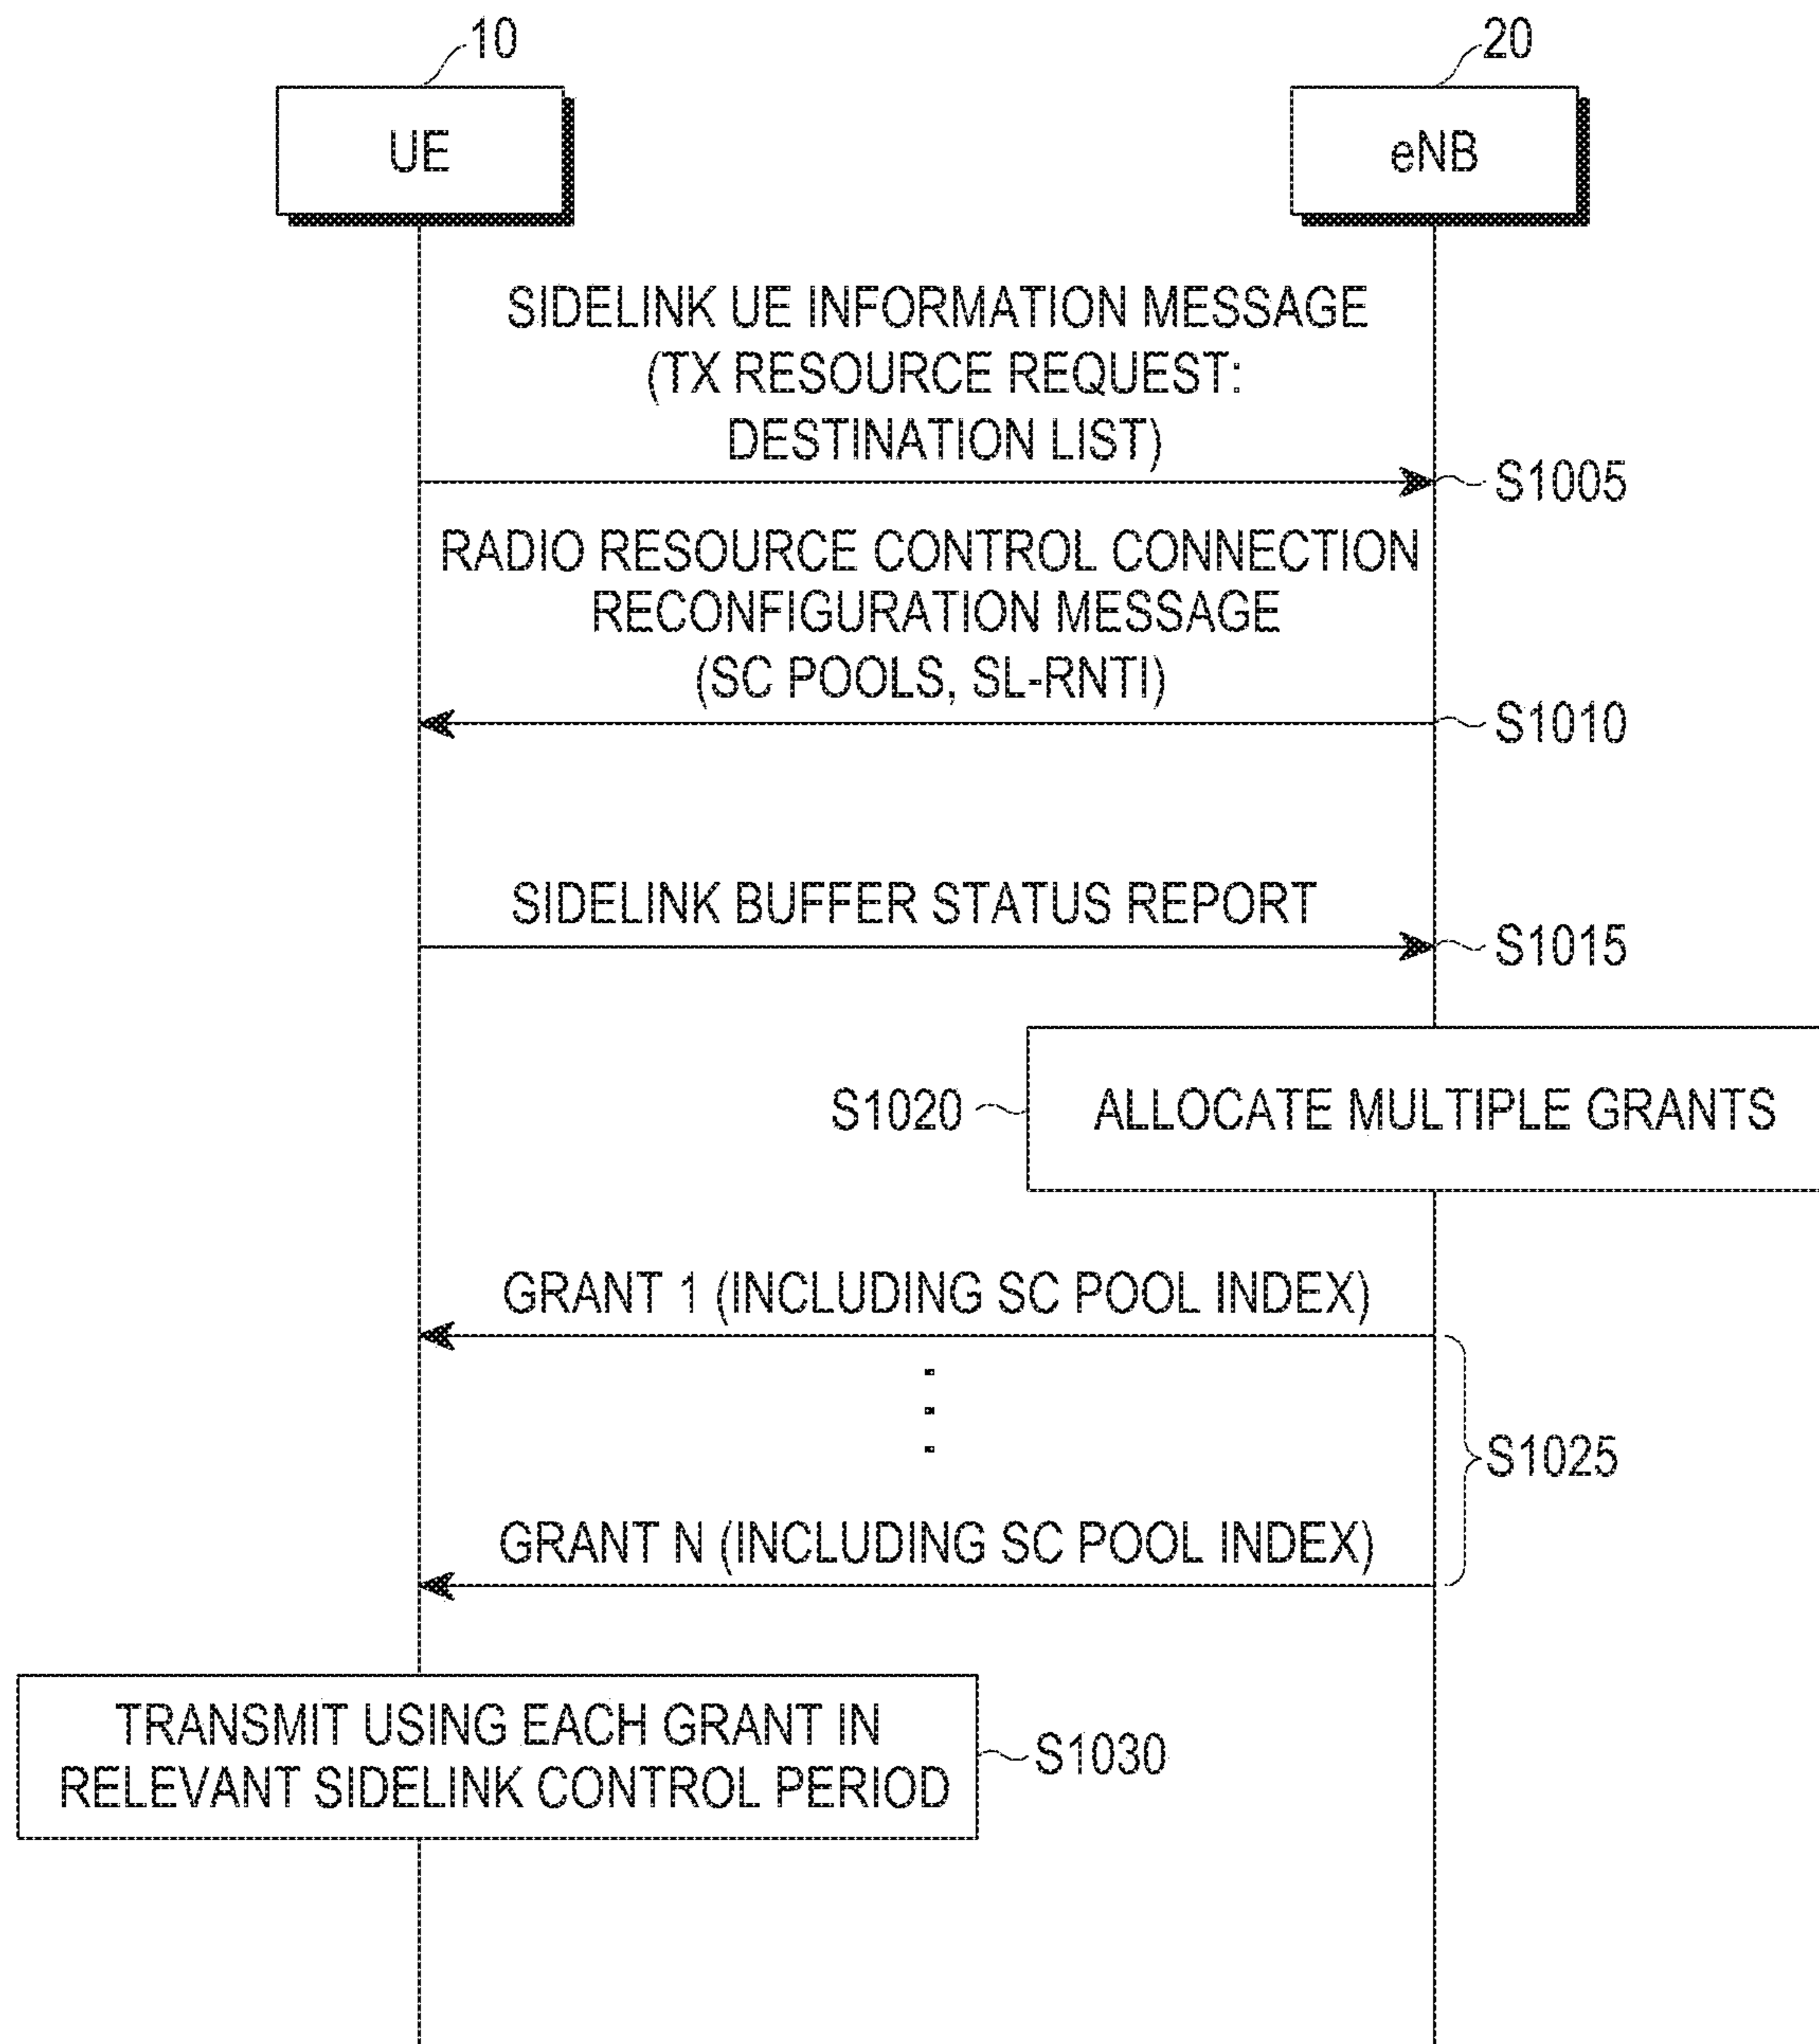 10
20
UE
eNB
SIDELINK UE INFORMATION MESSAGE
(TX RESOURCE REQUEST:
DESTINATION LIST)
S1005
RADIO RESOURCE CONTROL CONNECTION
RECONFIGURATION MESSAGE
(SC POOLS, SL-RNTI)
S1010
SIDELINK BUFFER STATUS REPORT
S1015
S1020
ALLOCATE MULTIPLE GRANTS
GRANT 1 (INCLUDING SC POOL INDEX)
S1025
GRANT N (INCLUDING SC POOL INDEX)
TRANSMIT USING EACH GRANT IN
RELEVANT SIDELINK CONTROL PERIOD
S1030